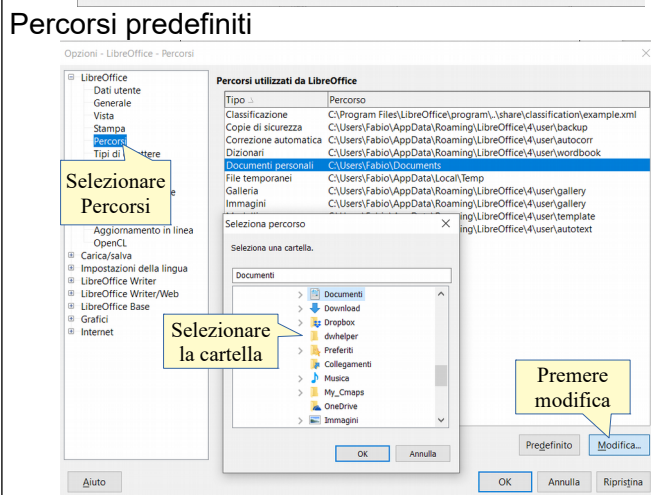 Percorsi predefiniti
Opzioni - LibreOffice - Percorsi
LibreOffice
Dati utente
Generale
Vista
Stampa
Percorsi
Tipi di
Selezionare
Percorsi
Aggiornamento in linea
OpenCL
Carica/salva
Impostazioni della lingua
LibreOffice Writer
LibreOffice Writer/Web
LibreOffice Base
Grafici
Internet
Percorsi utilizzati da LibreOffice
Tipo Percorso
Classificazione C:\Program Files\LibreOffice\program\..\share\classification\example.xml
Copie di sicurezza C:\Users\Fabio\AppData\Roaming\LibreOffice\4\user\backup
Correzione automatica C:\Users\Fabio\AppData\Roaming\LibreOffice\4\user\autocorr
Dizionari C:\Users\Fabio\AppData\Roaming\LibreOffice\4\user\wordbook
Documenti personali C:\Users\Fabio\Documents
File temporanei C:\Users\Fabio\AppData\Local\Temp
Galleria C:\Users\Fabio\AppData\Roaming\LibreOffice\4\user\gallery
Immagini C:\Users\Fabio\AppData\Roaming\LibreOffice\4\user\gallery
ing\LibreOffice\4\user\template
ing\LibreOffice\4\user\autotext
Seleziona percorso
Seleziona una cartella.
Documenti
Documenti
Download
Dropbox
dwhelper
Preferiti
Collegamenti
Musica
My_Cmaps
OneDrive
Immagini
Selezionare
la cartella
OK Annulla
Premere
modifica
Predefinito Modifica...
Aiuto OK Annulla Ripristina